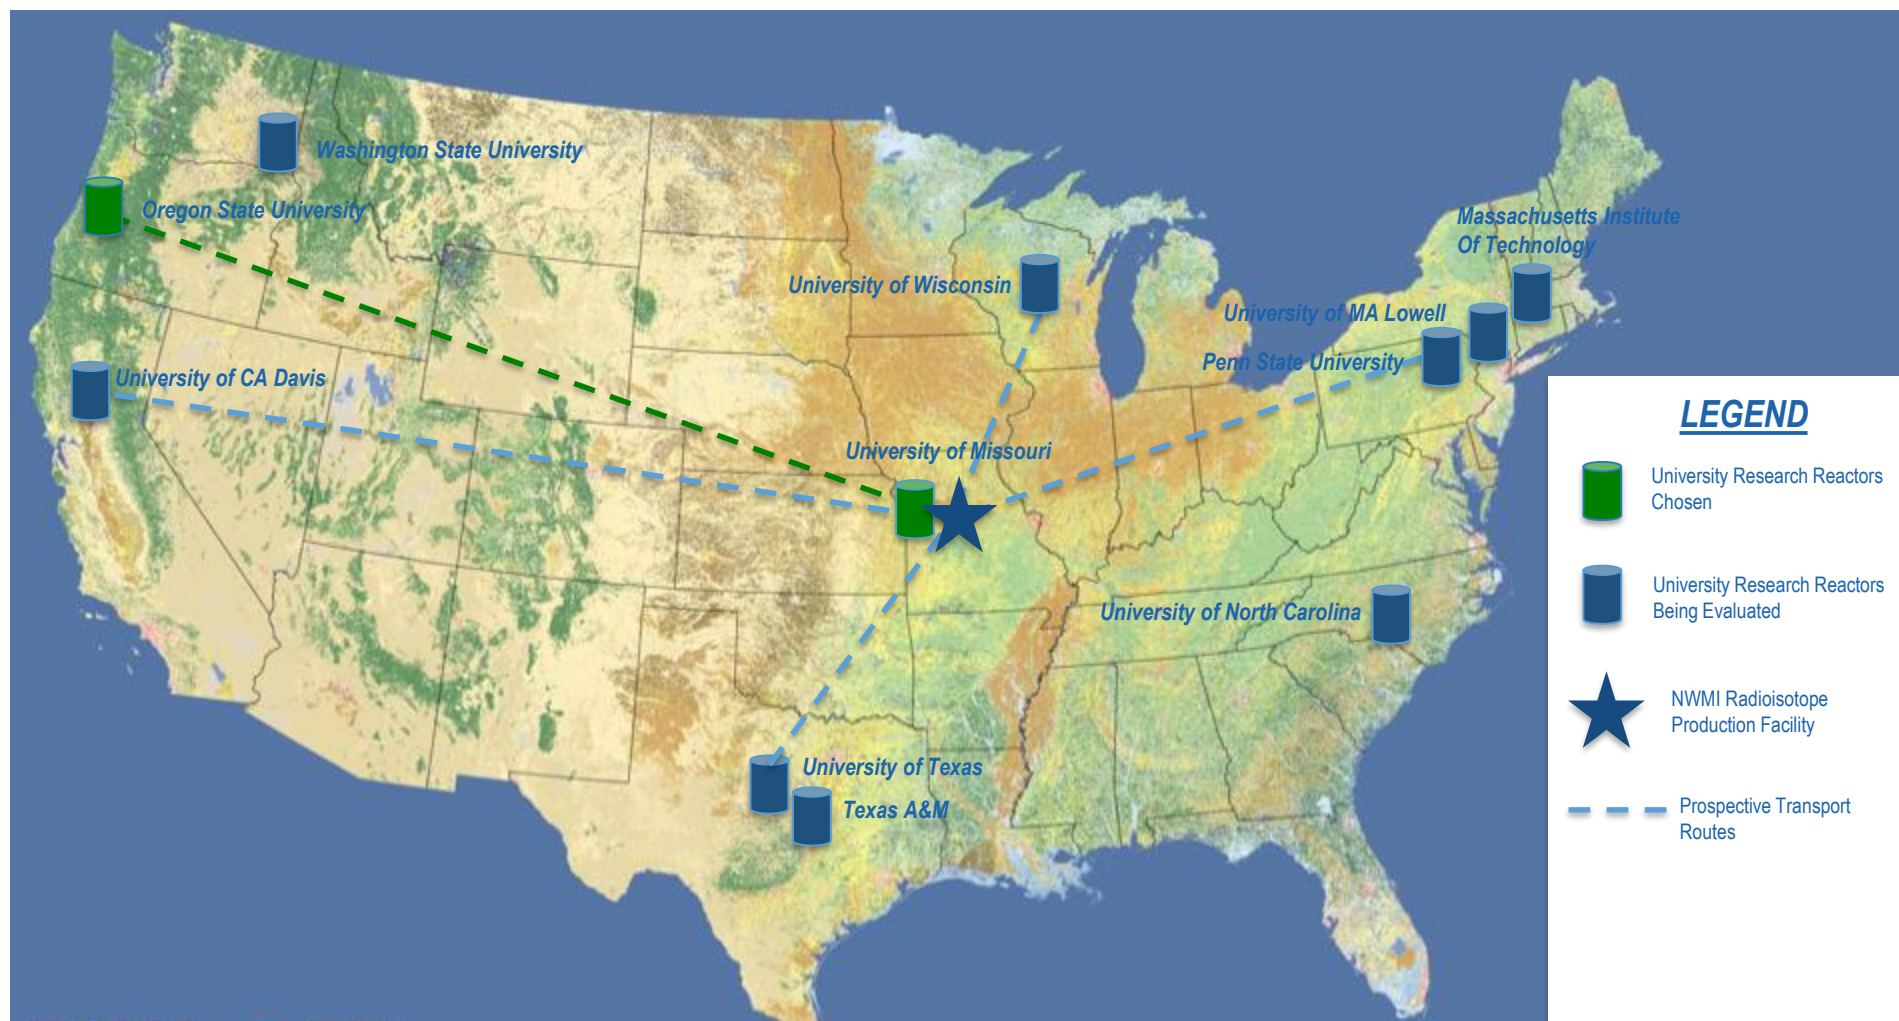 Washington State University
Oregon State University
Massachusetts Institute
Of Technology
University of Wisconsin
University of MA Lowell
Penn State University
University of CA Davis
University of Missouri
University of North Carolina
University of Texas
Texas A&M
LEGEND
University Research Reactors
Chosen
University Research Reactors
Being Evaluated
NWMI Radioisotope
Production Facility
Prospective Transport
Routes